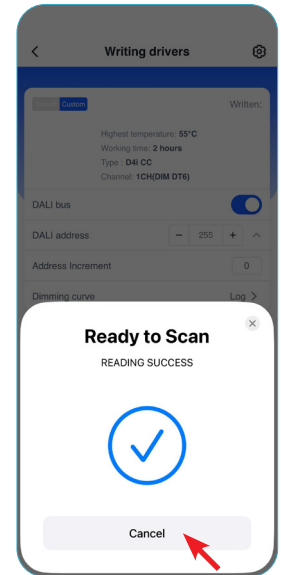 Writing drivers
Custom
Written:
Highest temperature: 55°C
Working time: 2 hours
Type : D4i CC
Channel: 1CH(DIM DT6)
DALI bus
DALI address
− 255 +
Address Increment
0
Dimming curve
Log
Ready to Scan
READING SUCCESS
Cancel